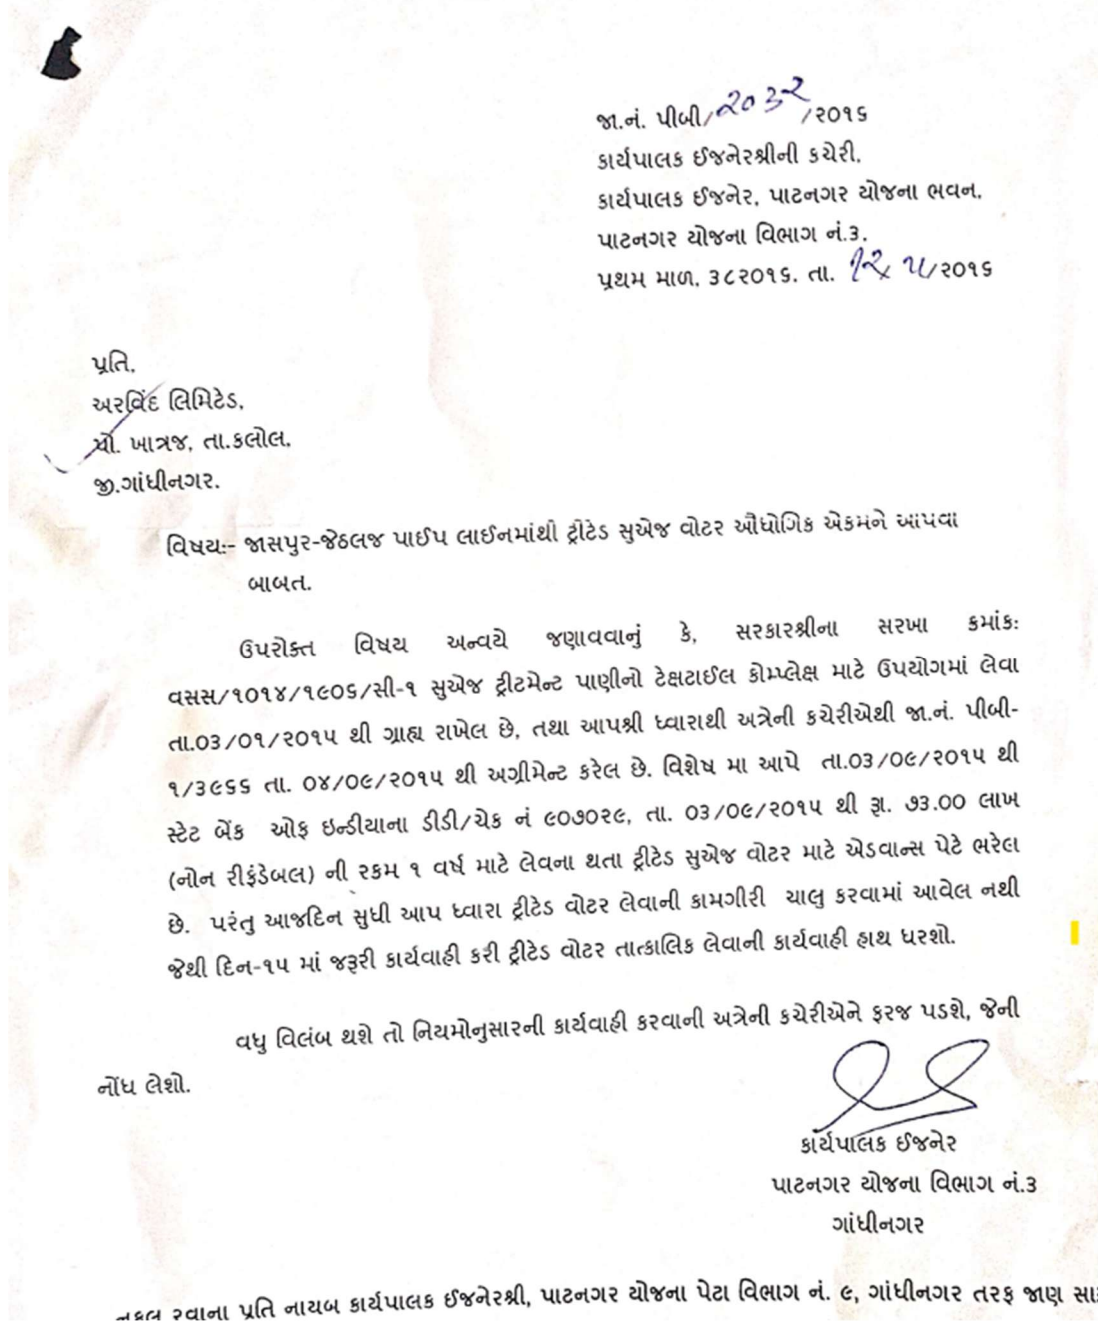 જા.નં. પીબી/૨૦૩૨/૨૦૧૬
કાર્યપાલક ઈજનેરશ્રીની કચેરી,
કાર્યપાલક ઈજનેર, પાટનગર યોજના ભવન,
પાટનગર યોજના વિભાગ નં.૩,
પ્રથમ માળ, ૩૮૨૦૧૬. તા. ૧૨/૫/૨૦૧૬
પ્રતિ,
અરવિંદ લિમિટેડ,
પો. ખાત્રજ, તા.કલોલ,
જી.ગાંધીનગર.
વિષય:- જાસપુર-જેઠલજ પાઈપ લાઈનમાંથી ટ્રીટેડ સુએજ વોટર ઔધોગિક એકમને આપવા
બાબત.
ઉપરોક્ત વિષય અન્વયે જણાવવાનું કે, સરકારશ્રીના સરખા ક્રમાંક:
વસસ/૧૦૧૪/૧૯૦૬/સી-૧ સુએજ ટ્રીટમેન્ટ પાણીનો ટેક્ષટાઈલ કોમ્પ્લેક્ષ માટે ઉપયોગમાં લેવા
તા.૦૩/૦૧/૨૦૧૫ થી ગ્રાહ્ય રાખેલ છે, તથા આપશ્રી ધ્વારાથી અત્રેની કચેરીએથી જા.નં. પીબી-
૧/૩૯૬૬ તા. ૦૪/૦૯/૨૦૧૫ થી અગ્રીમેન્ટ કરેલ છે. વિશેષ મા આપે તા.૦૩/૦૯/૨૦૧૫ થી
સ્ટેટ બેંક ઓફ ઇન્ડીયાના ડીડી/ચેક નં ૯૦૭૦૨૯, તા. ૦૩/૦૯/૨૦૧૫ થી રૂા. ૭૩.૦૦ લાખ
(નોન રીફંડેબલ) ની રકમ ૧ વર્ષ માટે લેવના થતા ટ્રીટેડ સુએજ વોટર માટે એડવાન્સ પેટે ભરેલા
છે. પરંતુ આજદિન સુધી આપ ધ્વારા ટ્રીટેડ વોટર લેવાની કામગીરી ચાલુ કરવામાં આવેલ નથી
જેથી દિન-૧૫ માં જરૂરી કાર્યવાહી કરી ટ્રીટેડ વોટર તાત્કાલિક લેવાની કાર્યવાહી હાથ ધરશો.
વધુ વિલંબ થશે તો નિયમોનુસારની કાર્યવાહી કરવાની અત્રેની કચેરીએને ફરજ પડશે, જેની
નોંધ લેશો.
કાર્યપાલક ઈજનેર
પાટનગર યોજના વિભાગ નં.૩
ગાંધીનગર
નકલ રવાના પ્રતિ નાયબ કાર્યપાલક ઈજનેરશ્રી, પાટનગર યોજના પેટા વિભાગ નં. ૯, ગાંધીનગર તરફ જાણ